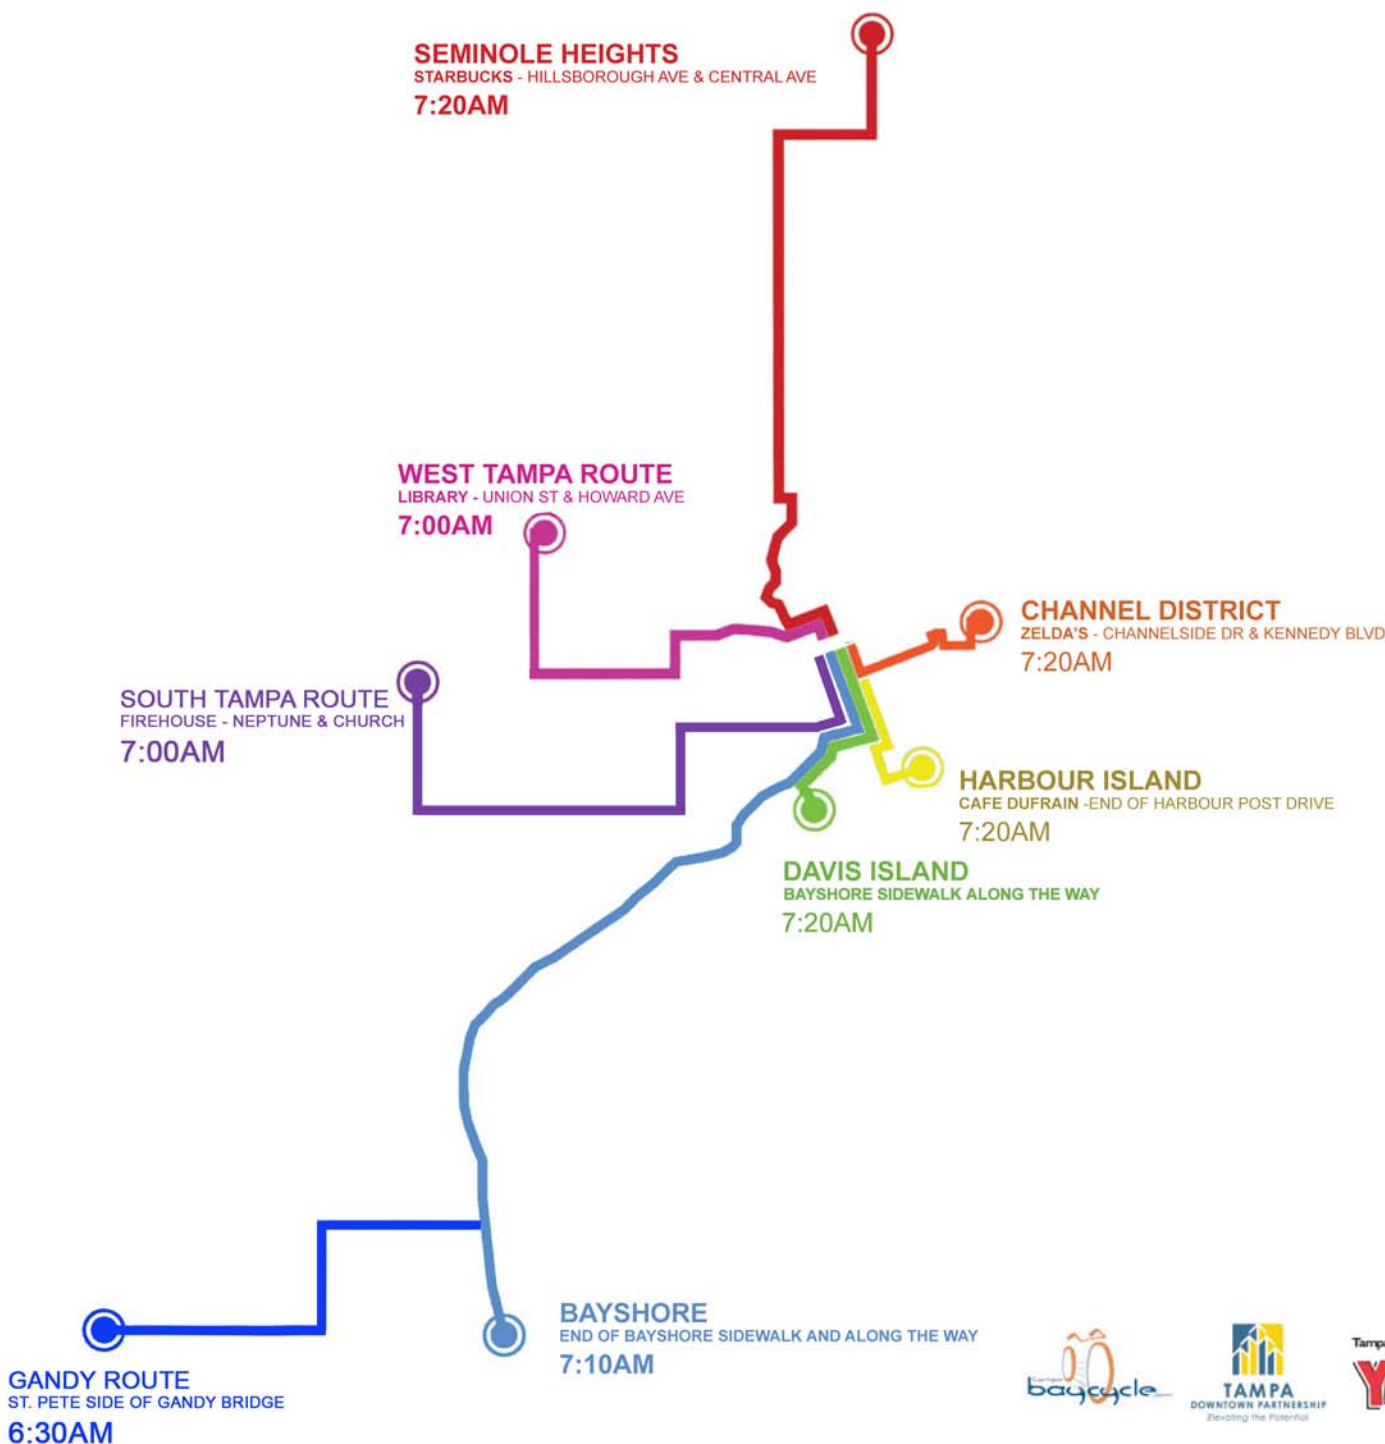 SEMINOLE HEIGHTS
STARBUCKS - HILLSBOROUGH AVE & CENTRAL AVE
7:20AM
WEST TAMPA ROUTE
LIBRARY - UNION ST & HOWARD AVE
7:00AM
CHANNEL DISTRICT
ZELDA'S - CHANNELSIDE DR & KENNEDY BLVD
7:20AM
SOUTH TAMPA ROUTE
FIREHOUSE - NEPTUNE & CHURCH
7:00AM
HARBOUR ISLAND
CAFE DUFRAIN -END OF HARBOUR POST DRIVE
7:20AM
DAVIS ISLAND
BAYSHORE SIDEWALK ALONG THE WAY
7:20AM
BAYSHORE
END OF BAYSHORE SIDEWALK AND ALONG THE WAY
7:10AM
GANDY ROUTE
ST. PETE SIDE OF GANDY BRIDGE
6:30AM
baycycle
TAMPA
DOWNTOWN PARTNERSHIP
Elevating the Potential